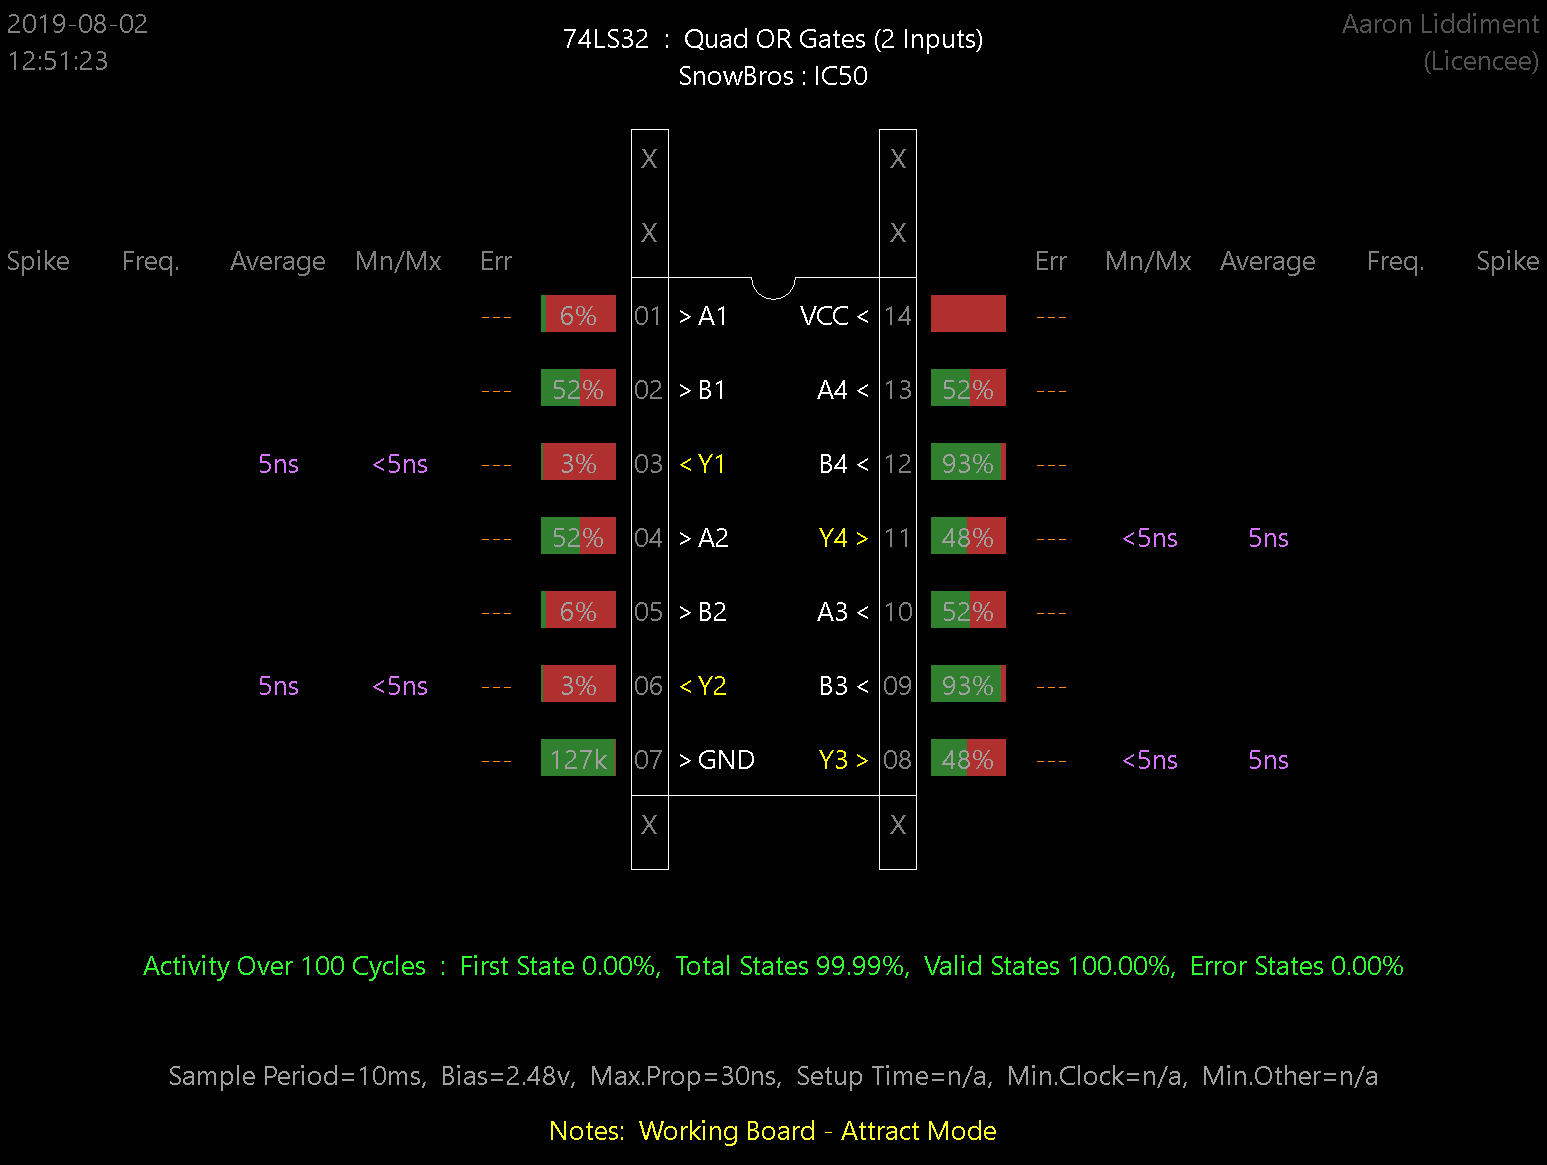 2019-08-02
12:51:23
74LS32 : Quad OR Gates (2 Inputs)
SnowBros : IC50
Aaron Liddiment
(Licencee)
X X
X X
Spike Freq. Average Mn/Mx Err Err Mn/Mx Average Freq. Spike
--- 6% 01 > A1 VCC < 14 ---
--- 52% 02 > B1 A4 < 13 52% ---
5ns <5ns --- 3% 03 < Y1 B4 < 12 93% ---
--- 52% 04 > A2 Y4 > 11 48% --- <5ns 5ns
--- 6% 05 > B2 A3 < 10 52% ---
5ns <5ns --- 3% 06 < Y2 B3 < 09 93% ---
--- 127k 07 > GND Y3 > 08 48% --- <5ns 5ns
X X
Activity Over 100 Cycles : First State 0.00%, Total States 99.99%, Valid States 100.00%, Error States 0.00%
Sample Period=10ms, Bias=2.48v, Max.Prop=30ns, Setup Time=n/a, Min.Clock=n/a, Min.Other=n/a
Notes: Working Board - Attract Mode